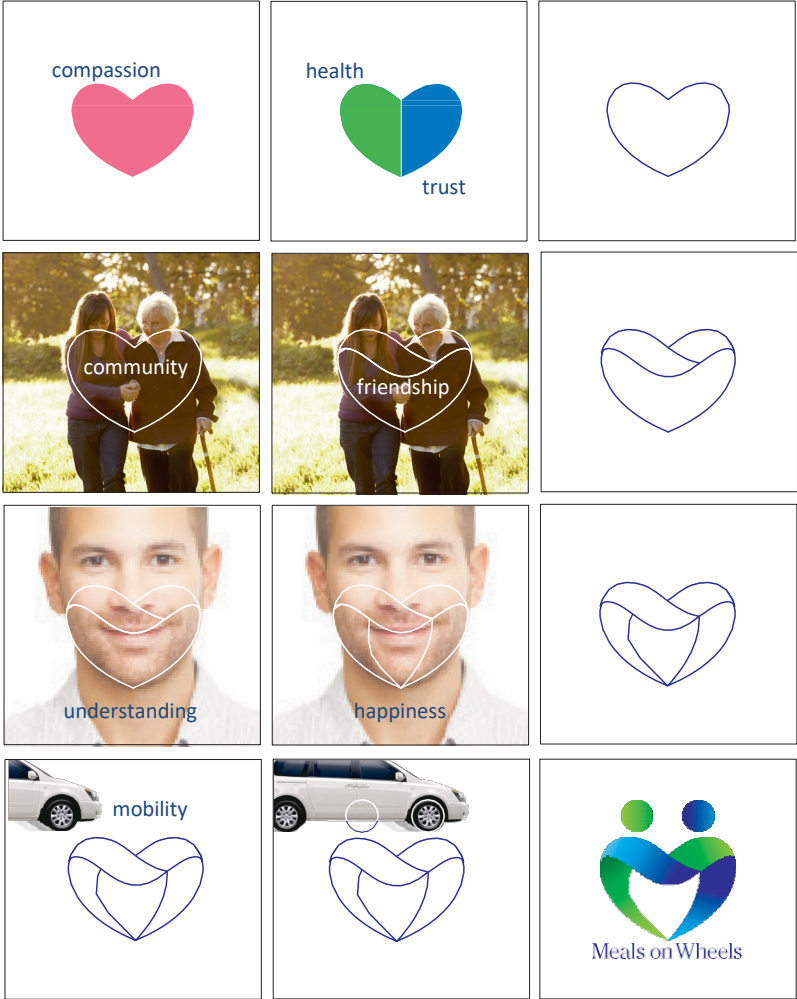 compassion
health
trust
community
friendship
understanding
happiness
mobility
Meals on Wheels